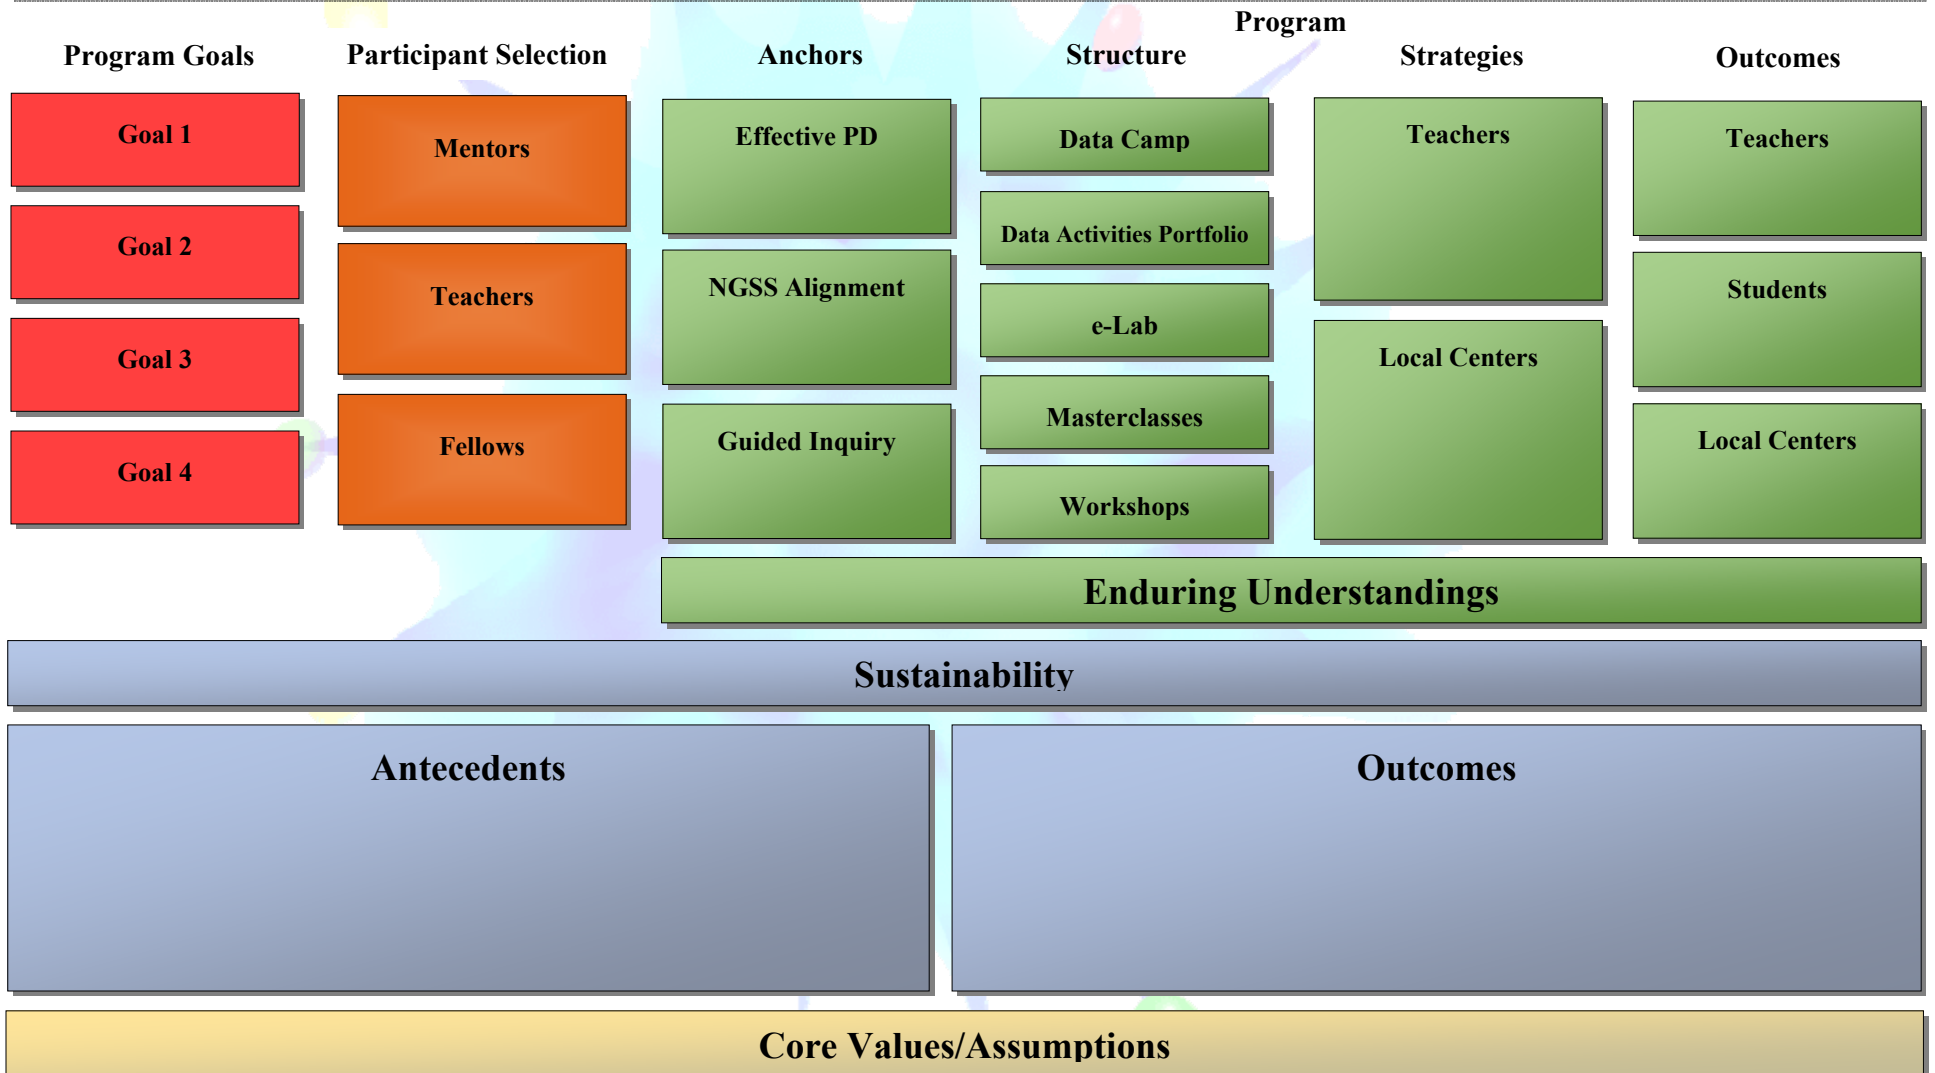 Program
Program Goals
Participant Selection
Anchors
Structure
Strategies
Outcomes
Goal 1
Goal 2
Goal 3
Goal 4
Mentors
Teachers
Fellows
Effective PD
NGSS Alignment
Guided Inquiry
Data Camp
Data Activities Portfolio
e-Lab
Masterclasses
Workshops
Teachers
Local Centers
Teachers
Students
Local Centers
Enduring Understandings
Sustainability
Antecedents
Outcomes
Core Values/Assumptions